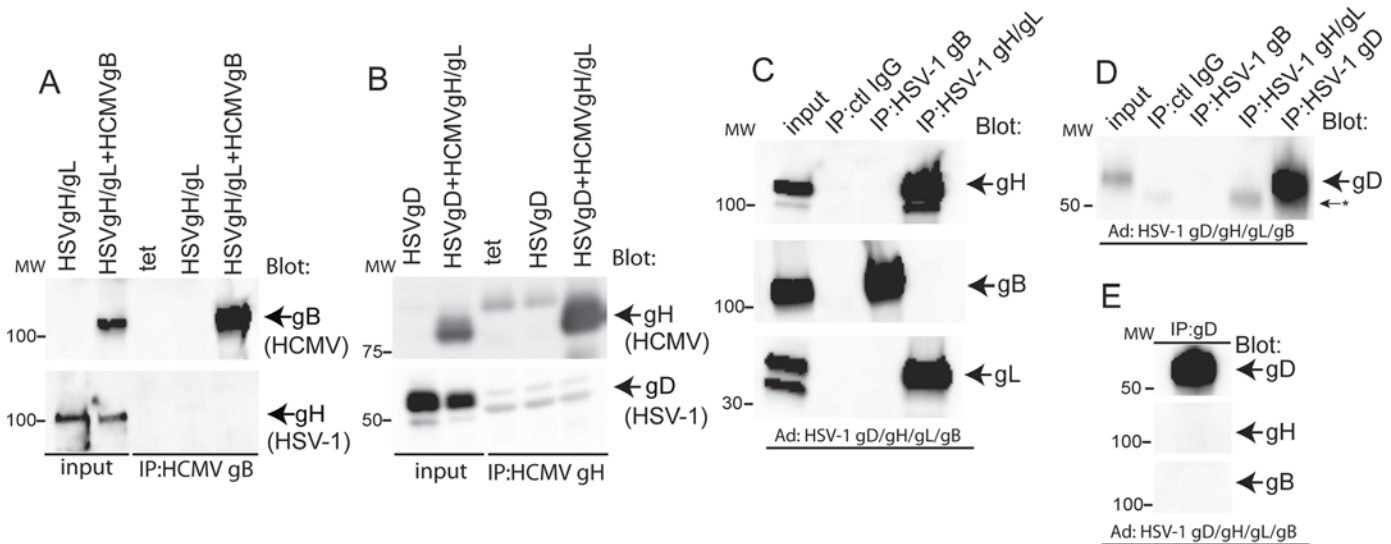 A
HSVgH/gL
HSVgH/gL+HCMVgB
tet
HSVgH/gL
HSVgH/gL+HCMVgB
MW
Blot:
100
gB
(HCMV)
100
gH
(HSV-1)
input
IP:HCMV gB
B
HSVgD
HSVgD+HCMVgH/gL
tet
HSVgD
HSVgD+HCMVgH/gL
MW
Blot:
gH
(HCMV)
75
gD
(HSV-1)
50
input
IP:HCMV gH
C
input
IP:ctl IgG
IP:HSV-1 gB
IP:HSV-1 gH/gL
MW
Blot:
gH
100
gB
100
gL
30
Ad: HSV-1 gD/gH/gL/gB
D
input
IP:ctl IgG
IP:HSV-1 gB
IP:HSV-1 gH/gL
IP:HSV-1 gD
MW
Blot:
gD
50
*
Ad: HSV-1 gD/gH/gL/gB
E
MW
IP:gD
Blot:
gD
50
gH
100
gB
100
Ad: HSV-1 gD/gH/gL/gB